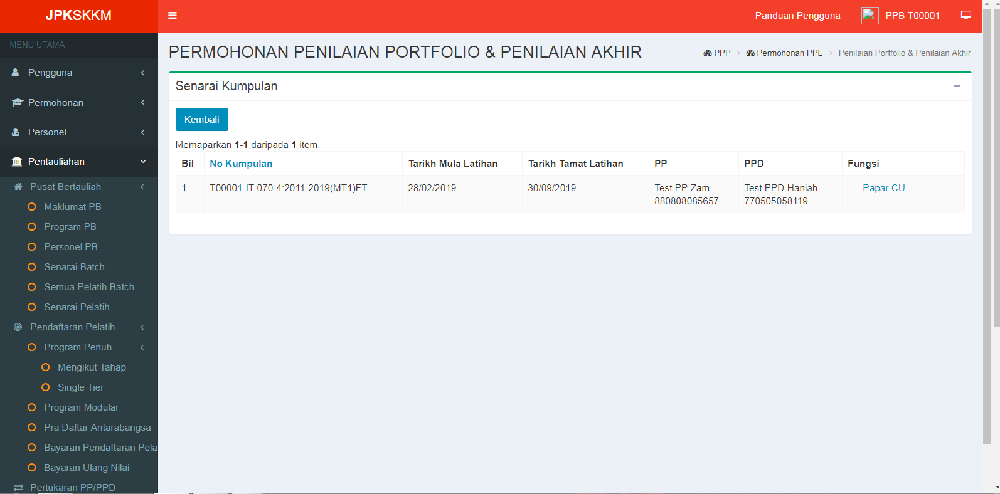 JPKSKKM
Panduan Pengguna
PPB T00001
MENU UTAMA
Pengguna
Permohonan
Personel
Pentauliahan
Pusat Bertauliah
Maklumat PB
Program PB
Personel PB
Senarai Batch
Semua Pelatih Batch
Senarai Pelatih
Pendaftaran Pelatih
Program Penuh
Mengikut Tahap
Single Tier
Program Modular
Pra Daftar Antarabangsa
Bayaran Pendaftaran Pela
Bayaran Ulang Nilai
Pertukaran PP/PPD
PERMOHONAN PENILAIAN PORTFOLIO & PENILAIAN AKHIR
PPP > Permohonan PPL > Penilaian Portfolio & Penilaian Akhir
Senarai Kumpulan
Kembali
Memaparkan 1-1 daripada 1 item.
Bil No Kumpulan Tarikh Mula Latihan Tarikh Tamat Latihan PP PPD Fungsi
1 T00001-IT-070-4:2011-2019(MT1)FT 28/02/2019 30/09/2019 Test PP Zam Test PPD Haniah Papar CU
880808085657 770505058119